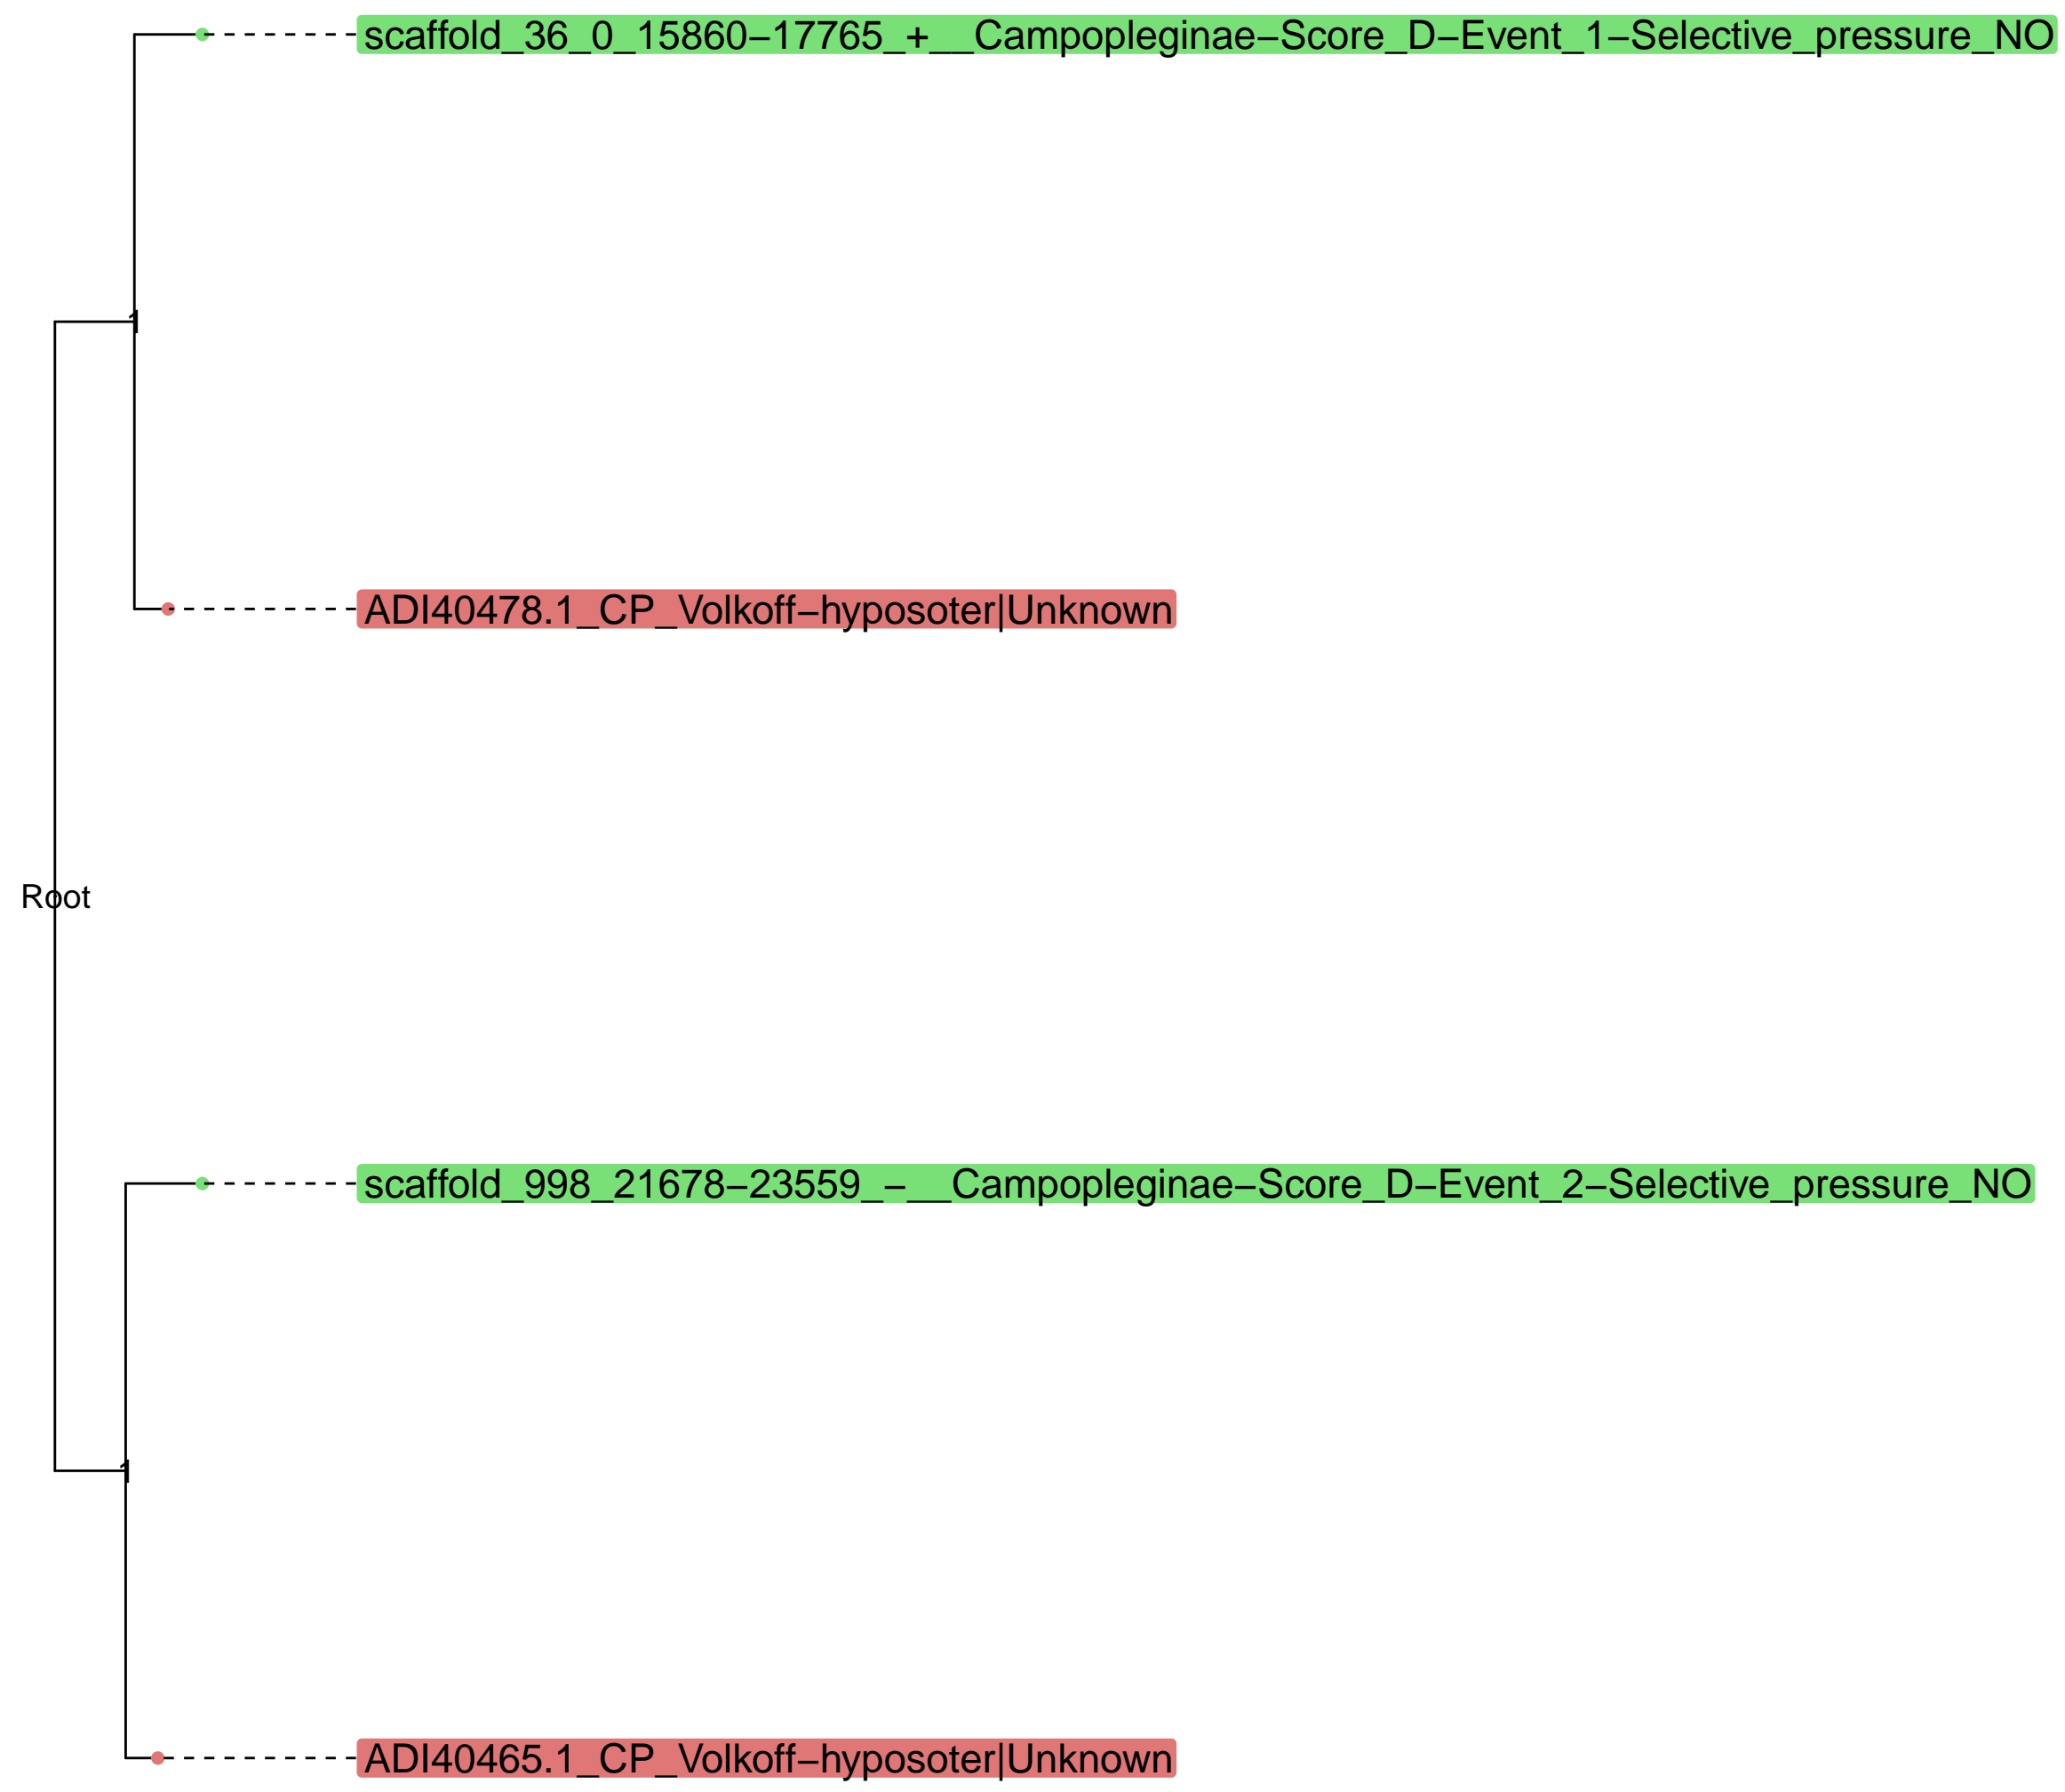 scaffold_36_0_15860−17765_+__Campopleginae−Score_D−Event_1−Selective_pressure_NO
1
ADI40478.1_CP_Volkoff−hyposoter|Unknown
Root
scaffold_998_21678−23559_−__Campopleginae−Score_D−Event_2−Selective_pressure_NO
1
ADI40465.1_CP_Volkoff−hyposoter|Unknown